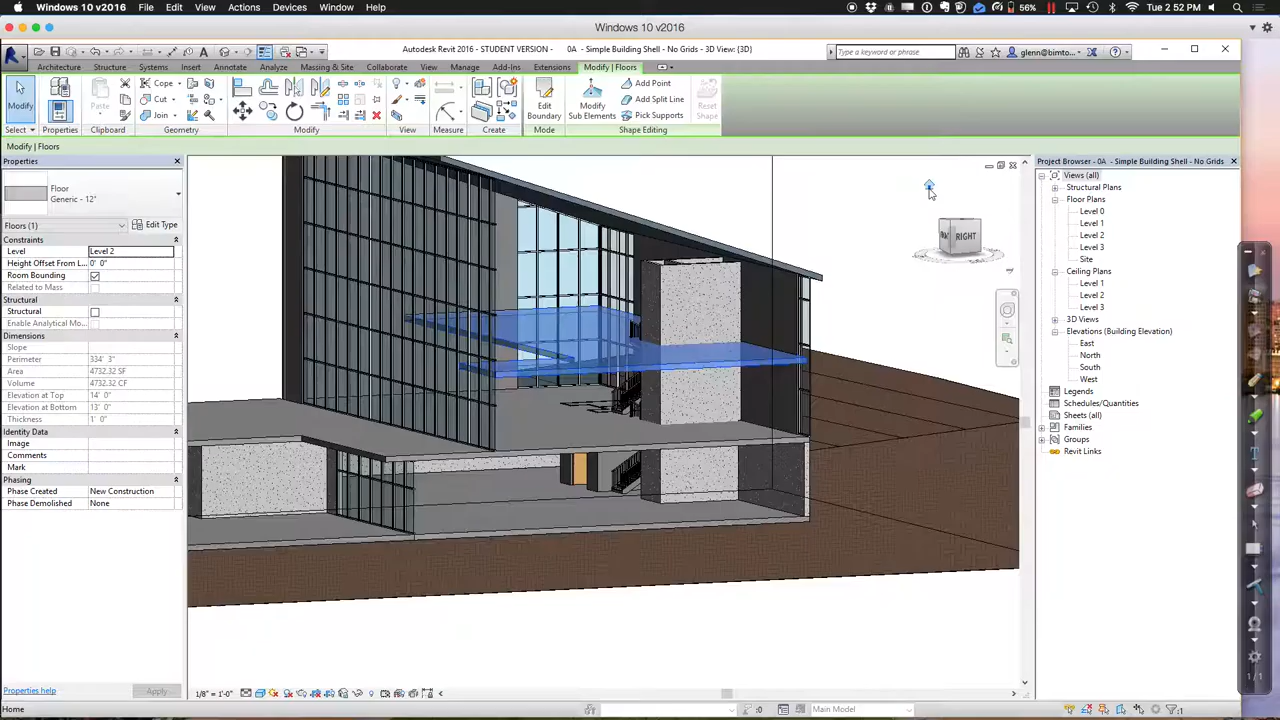 View Actions Devices Window Help
56% Tue 2:52 PM
Windows 10 v2016
Autodesk Revit 2016 - STUDENT VERSION - 0A - Simple Building Shell - No Grids - 3D View: {3D}
Type a keyword or phrase
glenn@bimto...
Architecture Structure Systems Insert Annotate Analyze Massing & Site Collaborate View Manage Add-Ins Extensions Modify | Floors
Modify
Properties
Paste
Cope
Cut
Join
Edit Boundary
Modify Sub Elements
Add Point
Add Split Line
Pick Supports
Reset Shape
Select Properties Clipboard Geometry Modify View Measure Create Mode Shape Editing
Modify | Floors
Properties
Floor
Generic - 12"
Floors (1)
Edit Type
Constraints
Level Level 2
Height Offset From L... 0' 0"
Room Bounding
Related to Mass
Structural
Structural
Enable Analytical Mo...
Dimensions
Slope
Perimeter 334' 3"
Area 4732.32 SF
Volume 4732.32 CF
Elevation at Top 14' 0"
Elevation at Bottom 13' 0"
Thickness 1' 0"
Identity Data
Image
Comments
Mark
Phasing
Phase Created New Construction
Phase Demolished None
Properties help
Apply
RIGHT
Project Browser - 0A - Simple Building Shell - No Grids
Views (all)
Structural Plans
Floor Plans
Level 0
Level 1
Level 2
Level 3
Site
Ceiling Plans
Level 1
Level 2
Level 3
3D Views
Elevations (Building Elevation)
East
North
South
West
Legends
Schedules/Quantities
Sheets (all)
Families
Groups
Revit Links
1/8" = 1'-0"
Home
:0
Main Model
:1
1 / 1